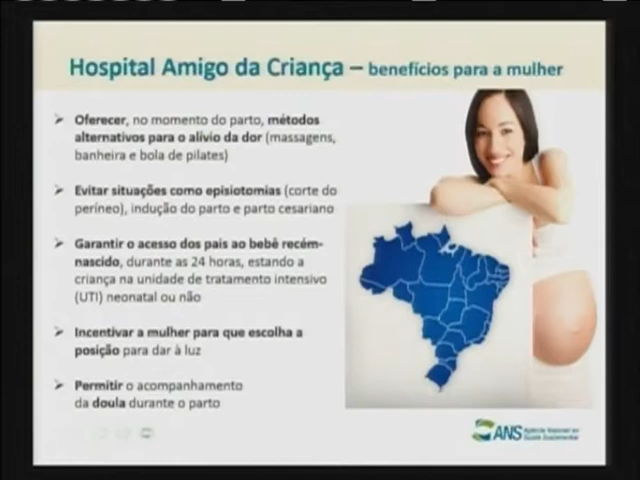 Hospital Amigo da Criança – benefícios para a mulher
➢ Oferecer, no momento do parto, métodos
alternativos para o alívio da dor (massagens,
banheira e bola de pilates)
➢ Evitar situações como episiotomias (corte do
períneo), indução do parto e parto cesariano
➢ Garantir o acesso dos pais ao bebê recém-
nascido, durante as 24 horas, estando a
criança na unidade de tratamento intensivo
(UTI) neonatal ou não
➢ Incentivar a mulher para que escolha a
posição para dar à luz
➢ Permitir o acompanhamento
da doula durante o parto
ANS Agência Nacional de
Saúde Suplementar